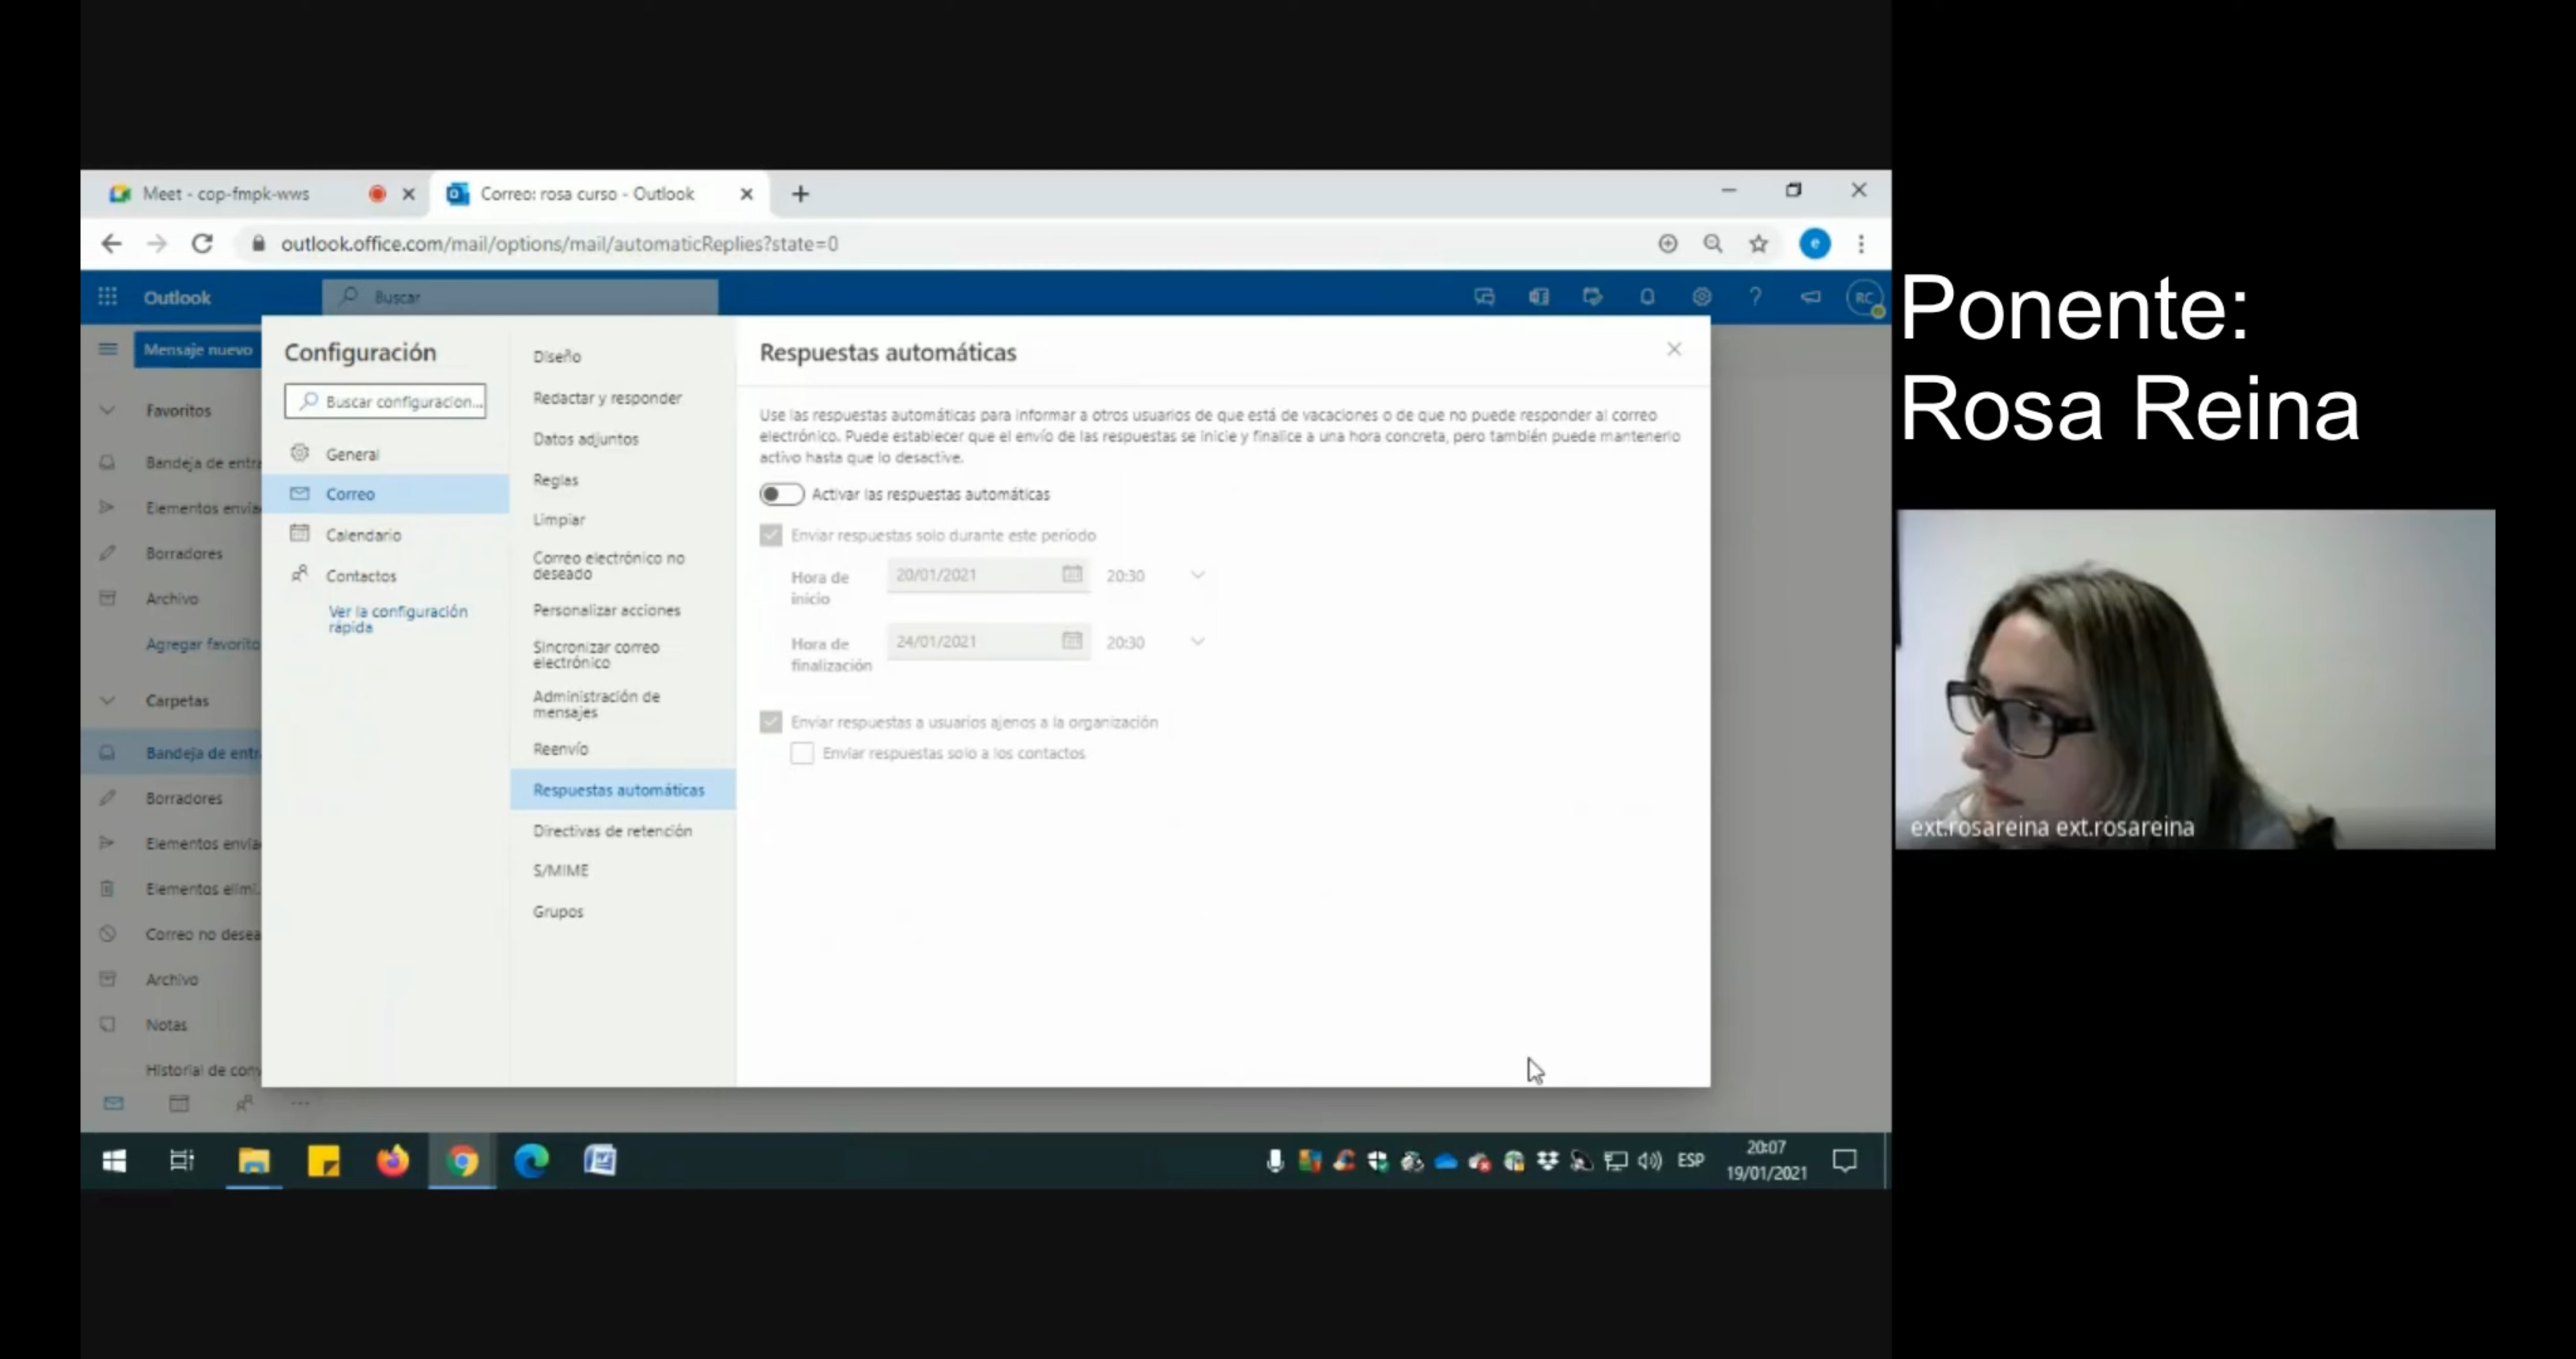 Meet - cop-fmpk-wws
Correo: rosa curso - Outlook
outlook.office.com/mail/options/mail/automaticReplies?state=0
e
Outlook
Buscar
RC
Mensaje nuevo
Favoritos
Bandeja de entra
Elementos envia
Borradores
Archivo
Agregar favorito
Carpetas
Bandeja de entr
Borradores
Elementos envia
Elementos elimi.
Correo no desea
Archivo
Notas
Historial de conv
Configuración
Buscar configuracion...
General
Correo
Calendario
Contactos
Ver la configuración
rápida
Diseño
Redactar y responder
Datos adjuntos
Reglas
Limpiar
Correo electrónico no
deseado
Personalizar acciones
Sincronizar correo
electrónico
Administración de
mensajes
Reenvío
Respuestas automáticas
Directivas de retención
S/MIME
Grupos
Respuestas automáticas
Use las respuestas automáticas para informar a otros usuarios de que está de vacaciones o de que no puede responder al correo
electrónico. Puede establecer que el envío de las respuestas se inicie y finalice a una hora concreta, pero también puede mantenerlo
activo hasta que lo desactive.
Activar las respuestas automáticas
Enviar respuestas solo durante este período
Hora de
inicio
20/01/2021
20:30
Hora de
finalización
24/01/2021
20:30
Enviar respuestas a usuarios ajenos a la organización
Enviar respuestas solo a los contactos
ESP
20:07
19/01/2021
Ponente:
Rosa Reina
ext.rosareina ext.rosareina